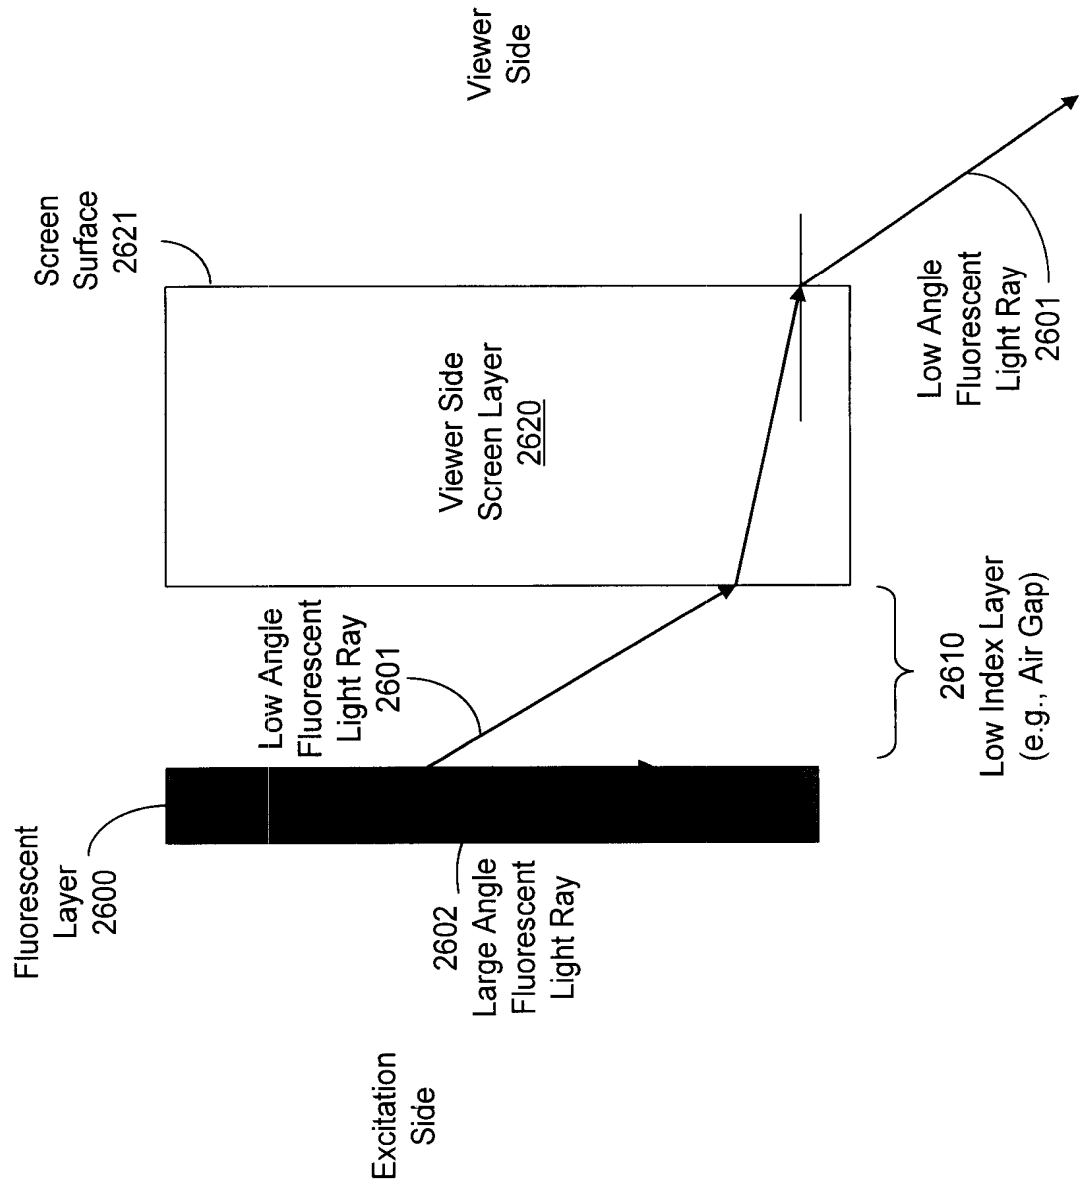 Excitation
Side
Fluorescent
Layer
2600
2602
Large Angle
Fluorescent
Light Ray
Low Angle
Fluorescent
Light Ray
2601
2610
Low Index Layer
(e.g., Air Gap)
Viewer Side
Screen Layer
2620
Screen
Surface
2621
Low Angle
Fluorescent
Light Ray
2601
Viewer
Side